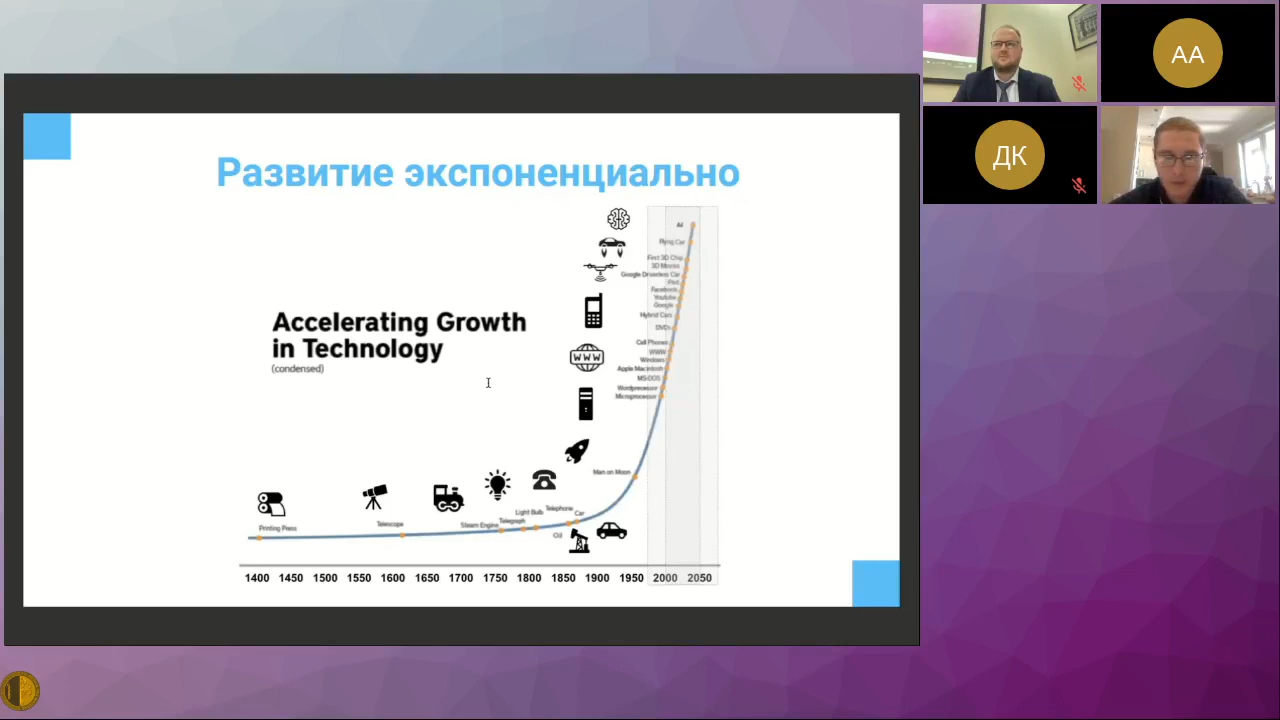 Развитие экспоненциально
AA
ДК
Accelerating Growth
in Technology
(condensed)
AI
Flying Car
First 3D Chip
3D Movies
Google Driverless Car
iPad
Facebook
Youtube
Google
Hybrid Cars
DVDs
Cell Phones
WWW
WWW
Windows
Apple Macintosh
MS-DOS
Wordprocessor
Microprocessor
Man on Moon
Telephone
Car
Light Bulb
Telegraph
Steam Engine
Telescope
Printing Press
Oil
1400 1450 1500 1550 1600 1650 1700 1750 1800 1850 1900 1950 2000 2050